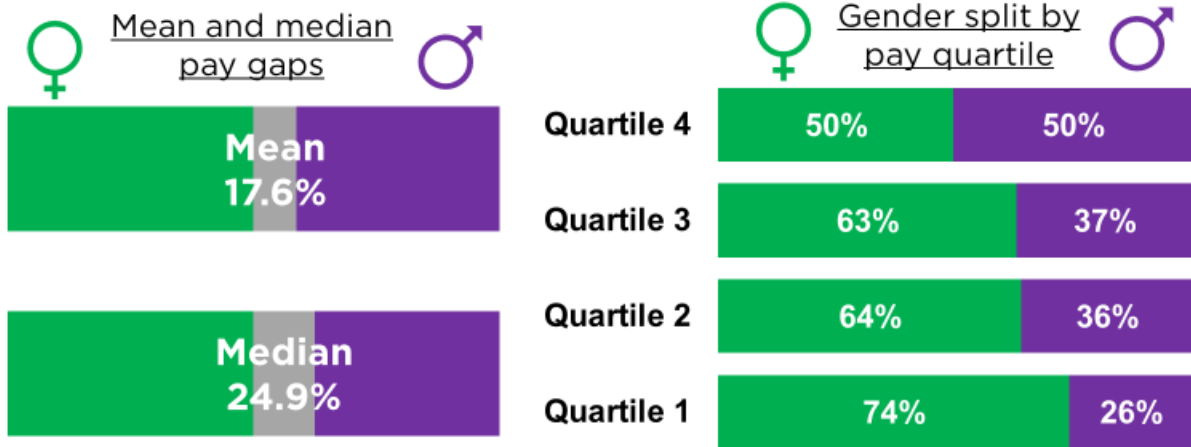 Mean and median
pay gaps
Mean
17.6%
Median
24.9%
Gender split by
pay quartile
Quartile 4
50%
50%
Quartile 3
63%
37%
Quartile 2
64%
36%
Quartile 1
74%
26%